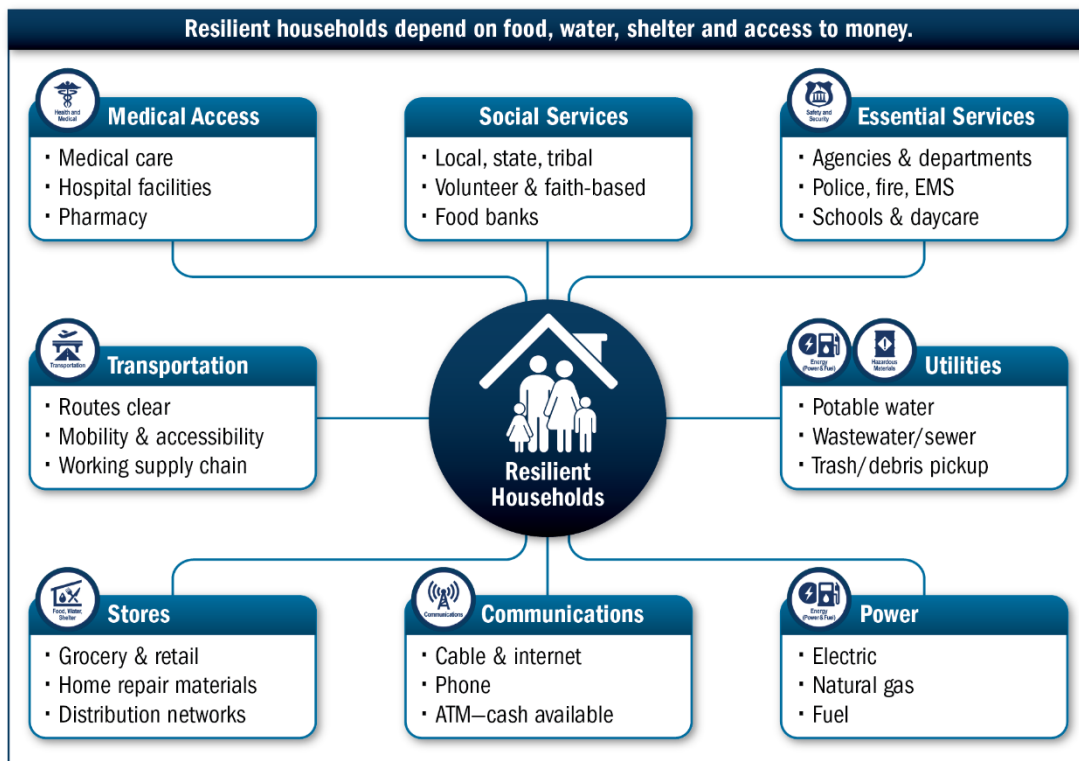 Resilient households depend on food, water, shelter and access to money.
Health and
Medical
Medical Access
· Medical care
· Hospital facilities
· Pharmacy
Social Services
· Local, state, tribal
· Volunteer & faith-based
· Food banks
Safety and
Security
Essential Services
· Agencies & departments
· Police, fire, EMS
· Schools & daycare
Transportation
Transportation
· Routes clear
· Mobility & accessibility
· Working supply chain
Resilient
Households
Energy
(Power & Fuel)
Hazardous
Materials
Utilities
· Potable water
· Wastewater/sewer
· Trash/debris pickup
Food, Water,
Shelter
Stores
· Grocery & retail
· Home repair materials
· Distribution networks
Communications
Communications
· Cable & internet
· Phone
· ATM—cash available
Energy
(Power & Fuel)
Power
· Electric
· Natural gas
· Fuel